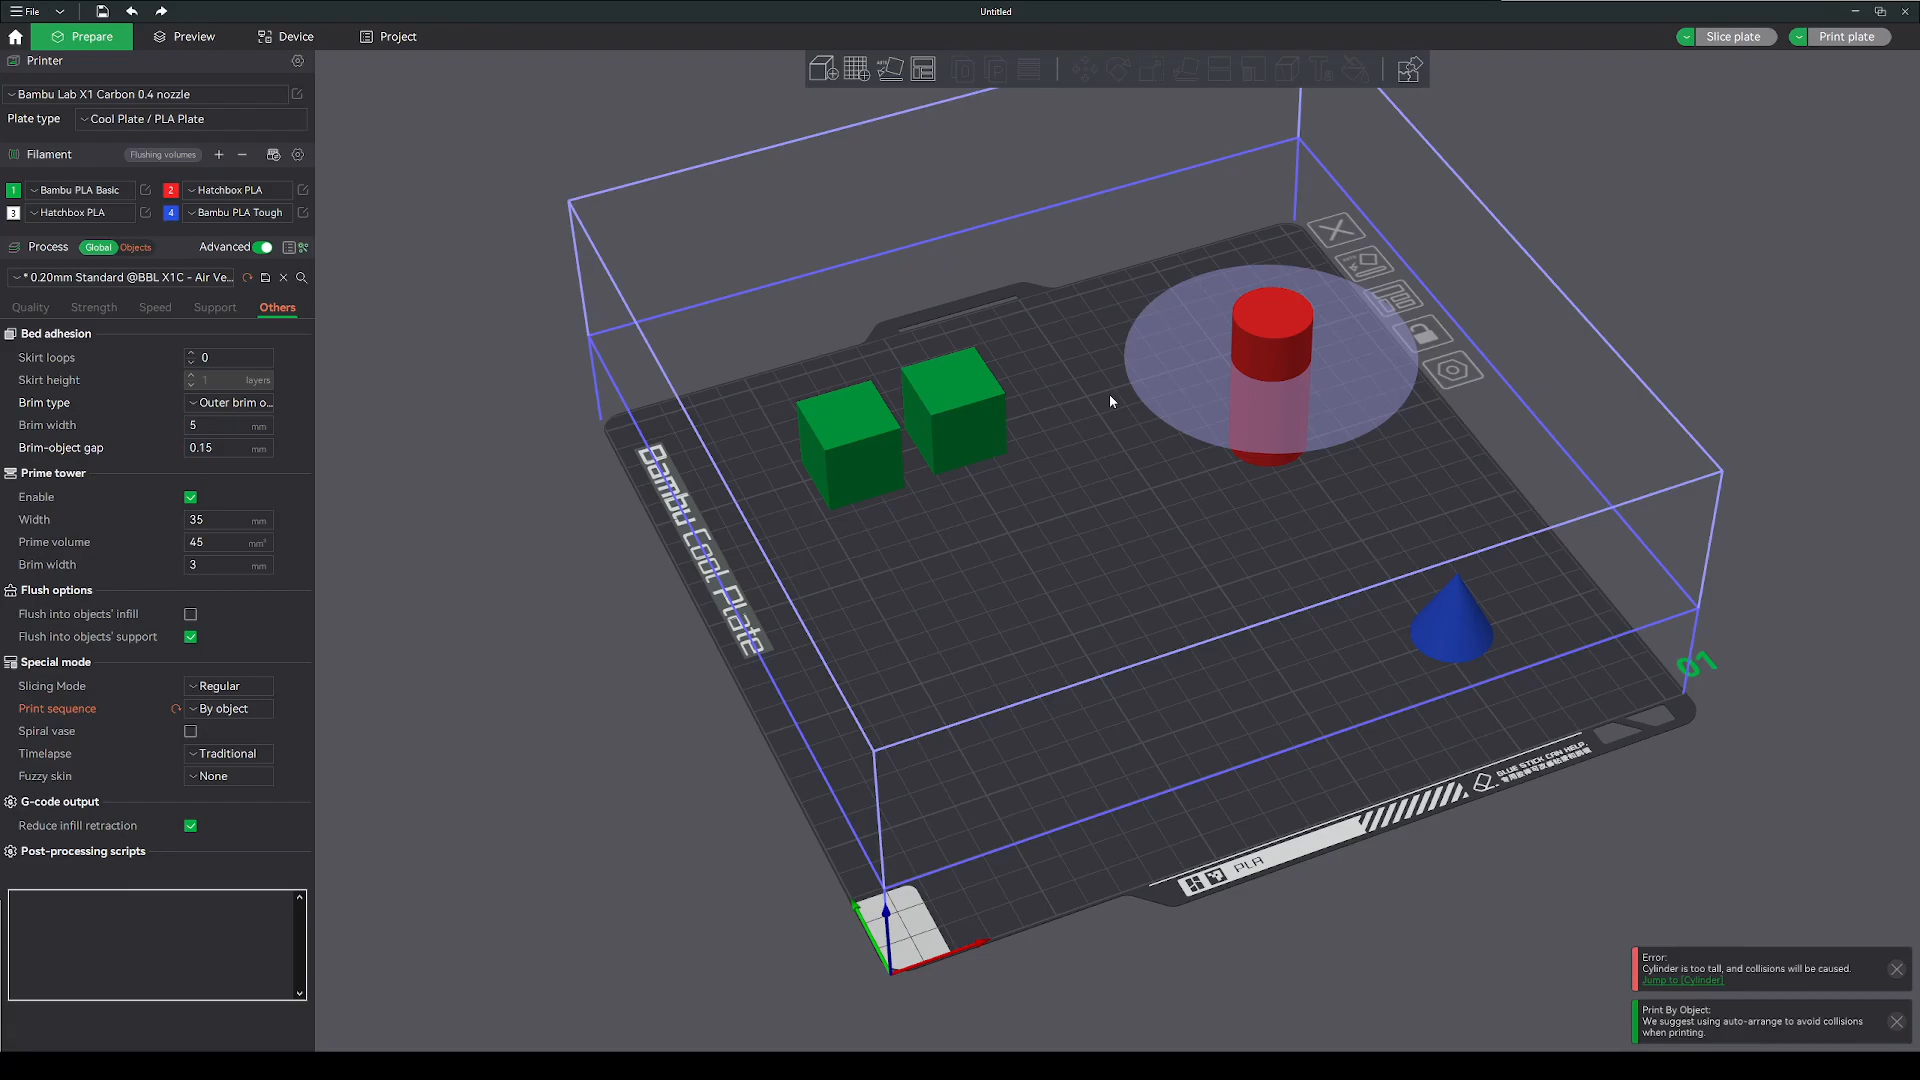 File
Untitled
Prepare
Preview
Device
Project
Slice plate
Print plate
Printer
Bambu Lab X1 Carbon 0.4 nozzle
Plate type
Cool Plate / PLA Plate
Filament
Flushing volumes
1
Bambu PLA Basic
2
Hatchbox PLA
3
Hatchbox PLA
4
Bambu PLA Tough
Process
Global
Objects
Advanced
* 0.20mm Standard @BBL X1C - Air Ve...
Quality
Strength
Speed
Support
Others
Bed adhesion
Skirt loops
0
Skirt height
1 layers
Brim type
Outer brim o...
Brim width
5 mm
Brim-object gap
0.15 mm
Prime tower
Enable
Width
35 mm
Prime volume
45 mm³
Brim width
3 mm
Flush options
Flush into objects' infill
Flush into objects' support
Special mode
Slicing Mode
Regular
Print sequence
By object
Spiral vase
Timelapse
Traditional
Fuzzy skin
None
G-code output
Reduce infill retraction
Post-processing scripts
Bambu Cool Plate
01
GLUE STICK CAN HELP.
PLA
Error:
Cylinder is too tall, and collisions will be caused.
Jump to [Cylinder]
Print By Object:
We suggest using auto-arrange to avoid collisions
when printing.